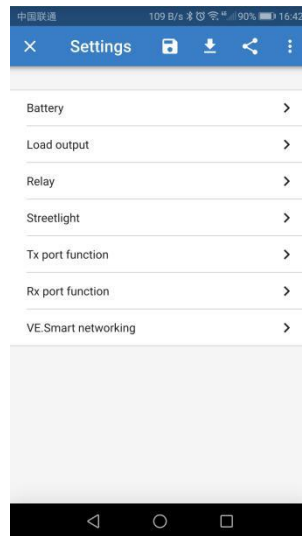 中国联通 109 B/s 4G 90% 16:42
Settings
Battery
Load output
Relay
Streetlight
Tx port function
Rx port function
VE.Smart networking